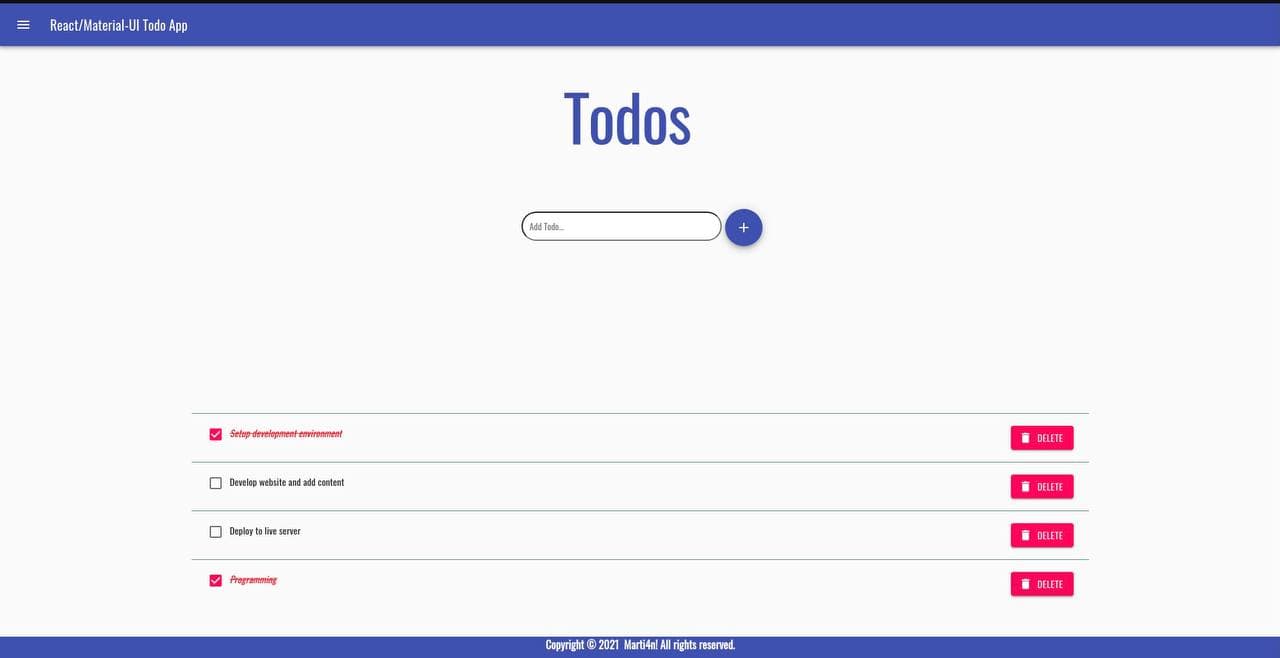 React/Material-UI Todo App
Todos
Add Todo...
Setup development environment
DELETE
Develop website and add content
DELETE
Deploy to live server
DELETE
Programming
DELETE
Copyright © 2021 Marti4n! All rights reserved.